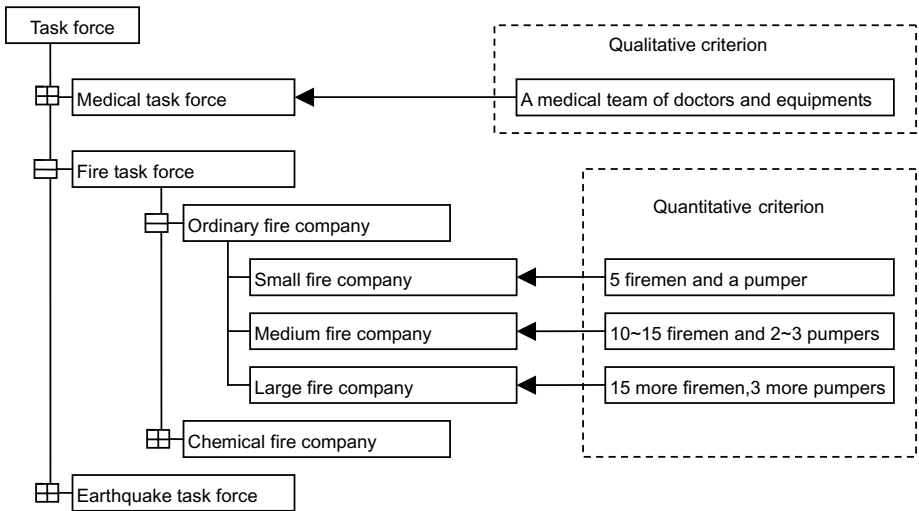 Task force
Qualitative criterion
Medical task force
A medical team of doctors and equipments
Fire task force
Quantitative criterion
Ordinary fire company
Small fire company
5 firemen and a pumper
Medium fire company
10~15 firemen and 2~3 pumpers
Large fire company
15 more firemen,3 more pumpers
Chemical fire company
Earthquake task force